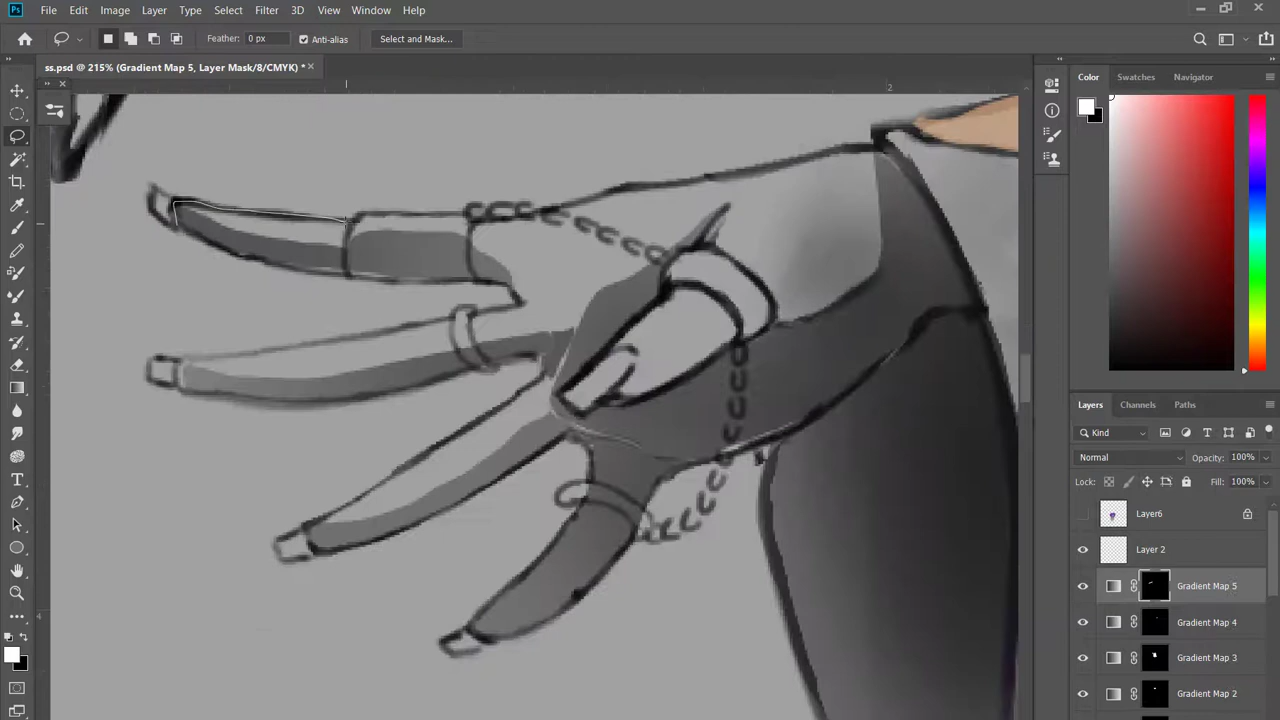 Ps File Edit Image Layer Type Select Filter 3D View Window Help
Feather: 0 px Anti-alias Select and Mask...
ss.psd @ 215% (Gradient Map 5, Layer Mask/8/CMYK) *
2
4
Color Swatches Navigator
Layers Channels Paths
Kind
Normal Opacity: 100%
Lock: Fill: 100%
Layer6
Layer 2
Gradient Map 5
Gradient Map 4
Gradient Map 3
Gradient Map 2